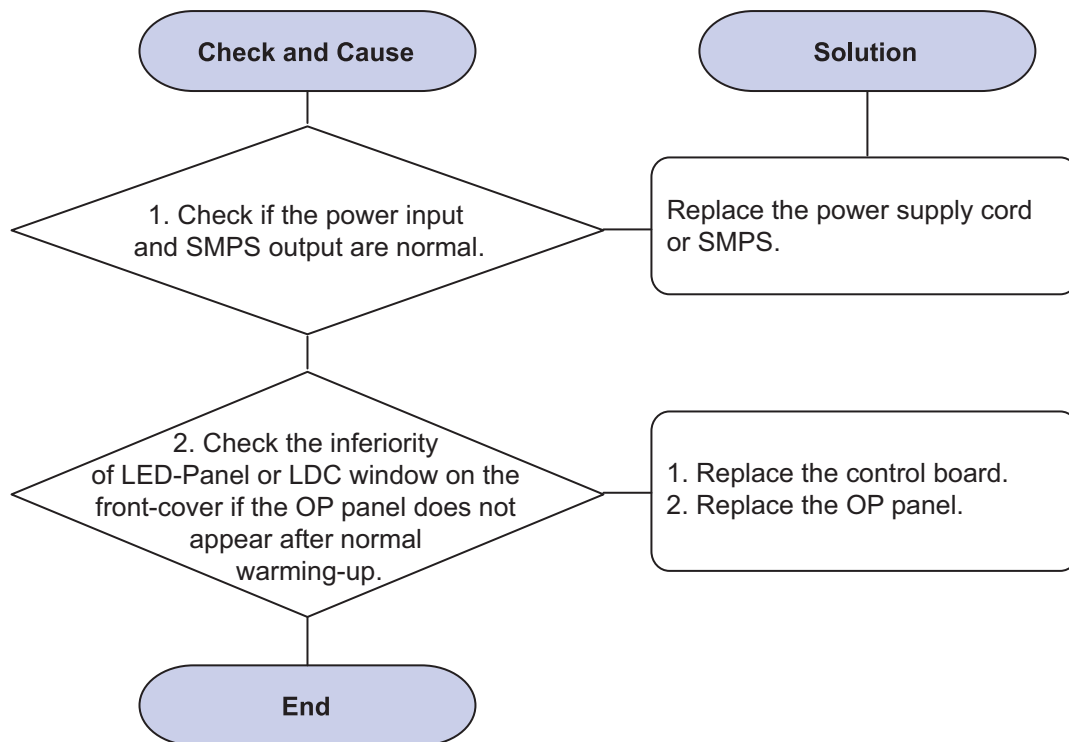 Check and Cause
Solution
1. Check if the power input
and SMPS output are normal.
Replace the power supply cord
or SMPS.
2. Check the inferiority
of LED-Panel or LDC window on the
front-cover if the OP panel does not
appear after normal
warming-up.
1. Replace the control board.
2. Replace the OP panel.
End